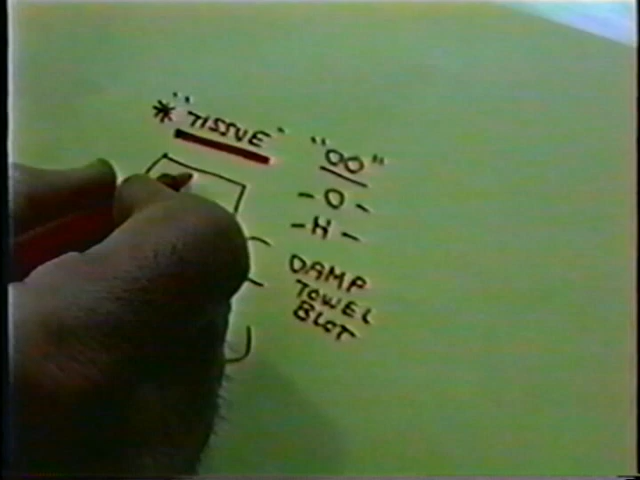 * "TISSUE"
"OO"
- O -
- H -
DAMP
TOWEL
BLOT